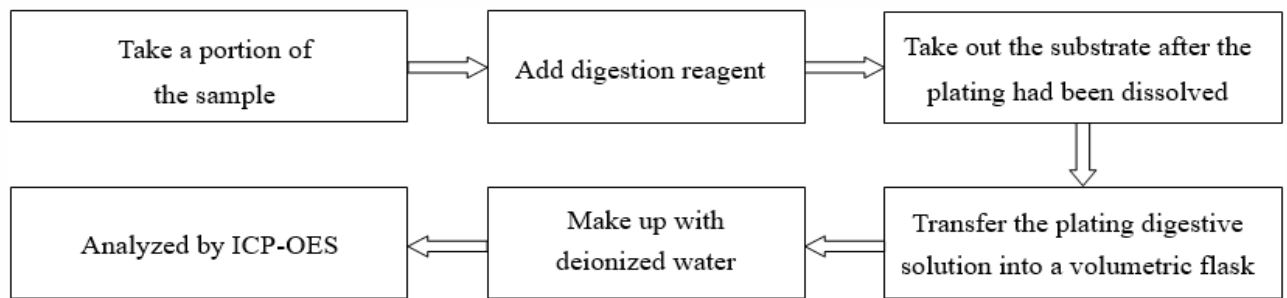 Take a portion of
the sample
Add digestion reagent
Take out the substrate after the
plating had been dissolved
Transfer the plating digestive
solution into a volumetric flask
Make up with
deionized water
Analyzed by ICP-OES